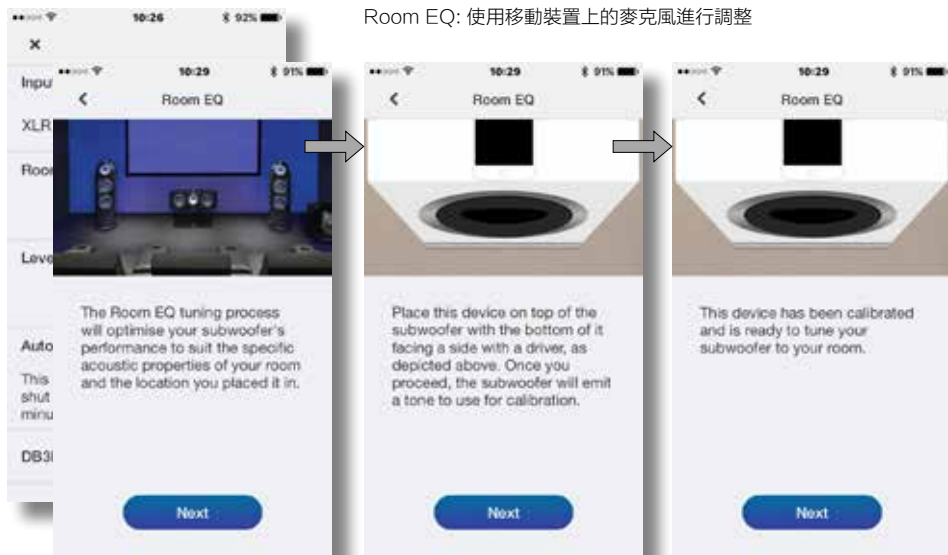 Room EQ: 使用移動裝置上的麥克風進行調整
10:26
92%
×
Inpu
XLR
Roo
Leve
Auto
This
shut
minu
10:29
91%
Room EQ
The Room EQ tuning process
will optimise your subwoofer's
performance to suit the specific
acoustic properties of your room
and the location you placed it in.
Next
10:29
91%
Room EQ
Place this device on top of the
subwoofer with the bottom of it
facing a side with a driver, as
depicted above. Once you
proceed, the subwoofer will emit
a tone to use for calibration.
Next
10:29
91%
Room EQ
This device has been calibrated
and is ready to tune your
subwoofer to your room.
Next